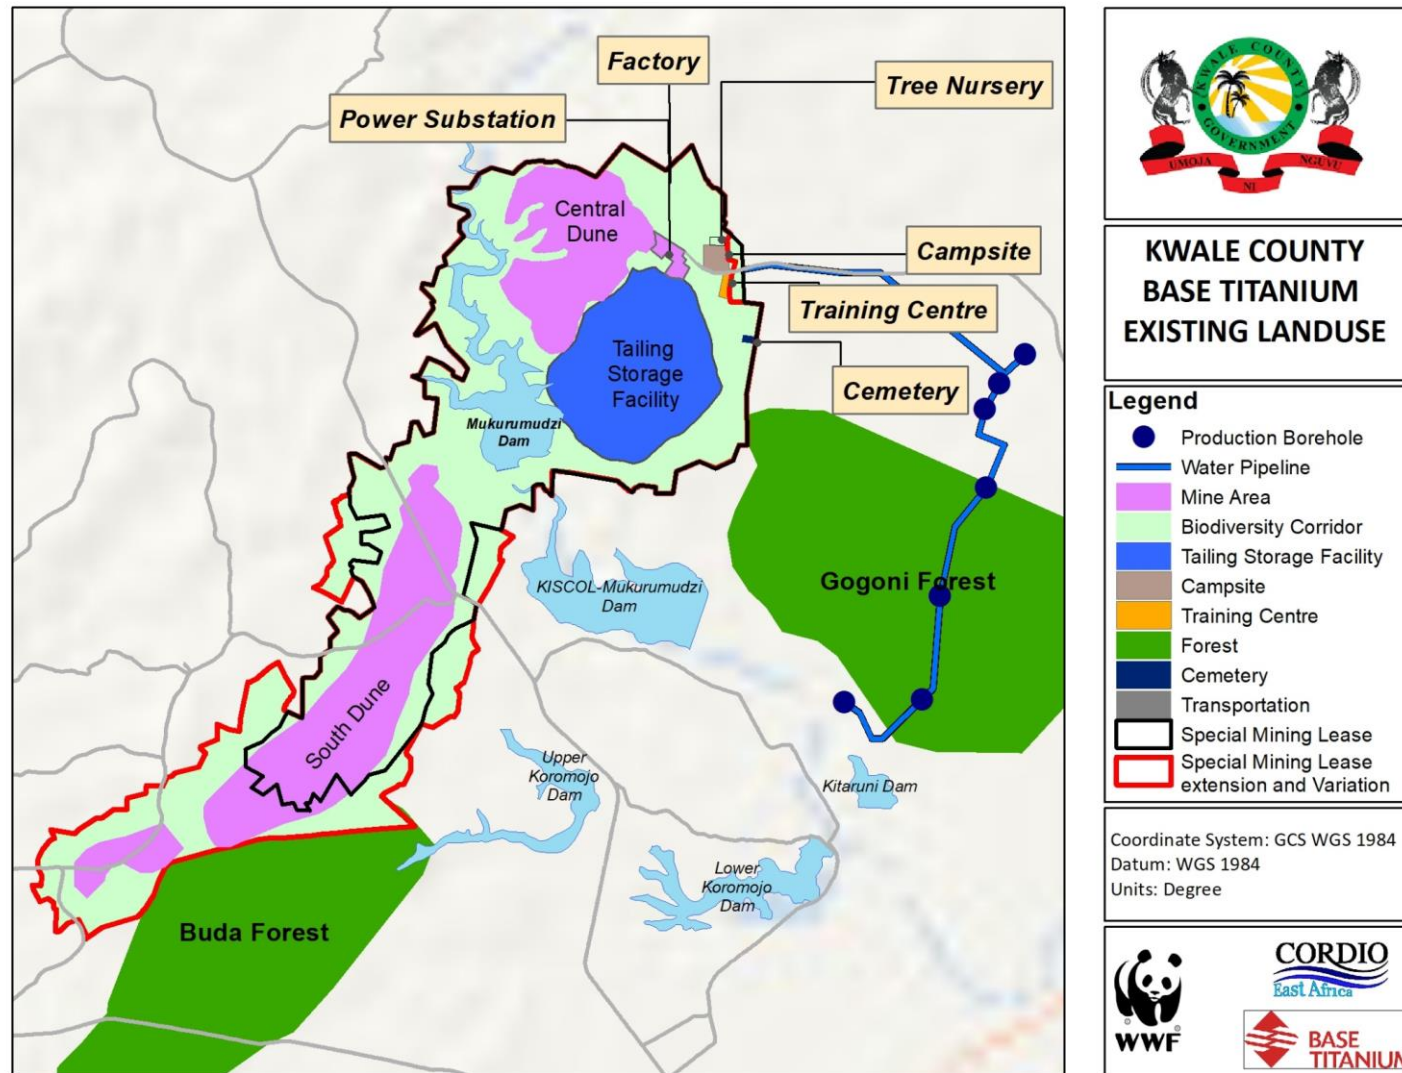 Factory
Tree Nursery
Power Substation
Central
Dune
Campsite
Training Centre
Tailing
Storage
Facility
Cemetery
Mukurumudzi
Dam
KISCOL-Mukurumudzi
Dam
Gogoni Forest
South Dune
Upper
Koromojo
Dam
Kitaruni Dam
Lower
Koromojo
Dam
Buda Forest
KWALE COUNTY
GOVERNMENT
UMOJA
NI
NGUVU
KWALE COUNTY
BASE TITANIUM
EXISTING LANDUSE
Legend
Production Borehole
Water Pipeline
Mine Area
Biodiversity Corridor
Tailing Storage Facility
Campsite
Training Centre
Forest
Cemetery
Transportation
Special Mining Lease
Special Mining Lease
extension and Variation
Coordinate System: GCS WGS 1984
Datum: WGS 1984
Units: Degree
WWF
CORDIO
East Africa
BASE
TITANIUM